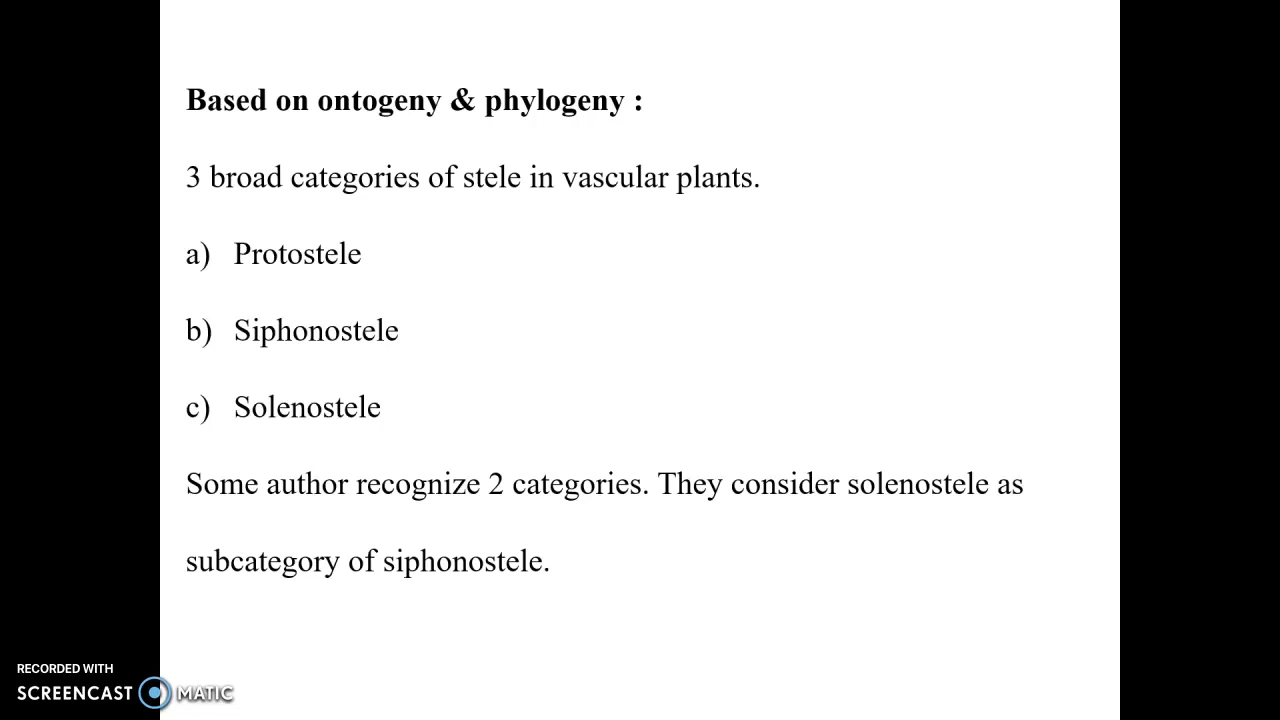 Based on ontogeny & phylogeny :
3 broad categories of stele in vascular plants.
a) Protostele
b) Siphonostele
c) Solenostele
Some author recognize 2 categories. They consider solenostele as
subcategory of siphonostele.
RECORDED WITH
SCREENCAST MATIC